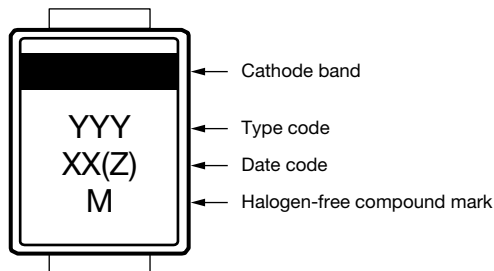 Cathode band
YYY
Type code
XX(Z)
Date code
M
Halogen-free compound mark